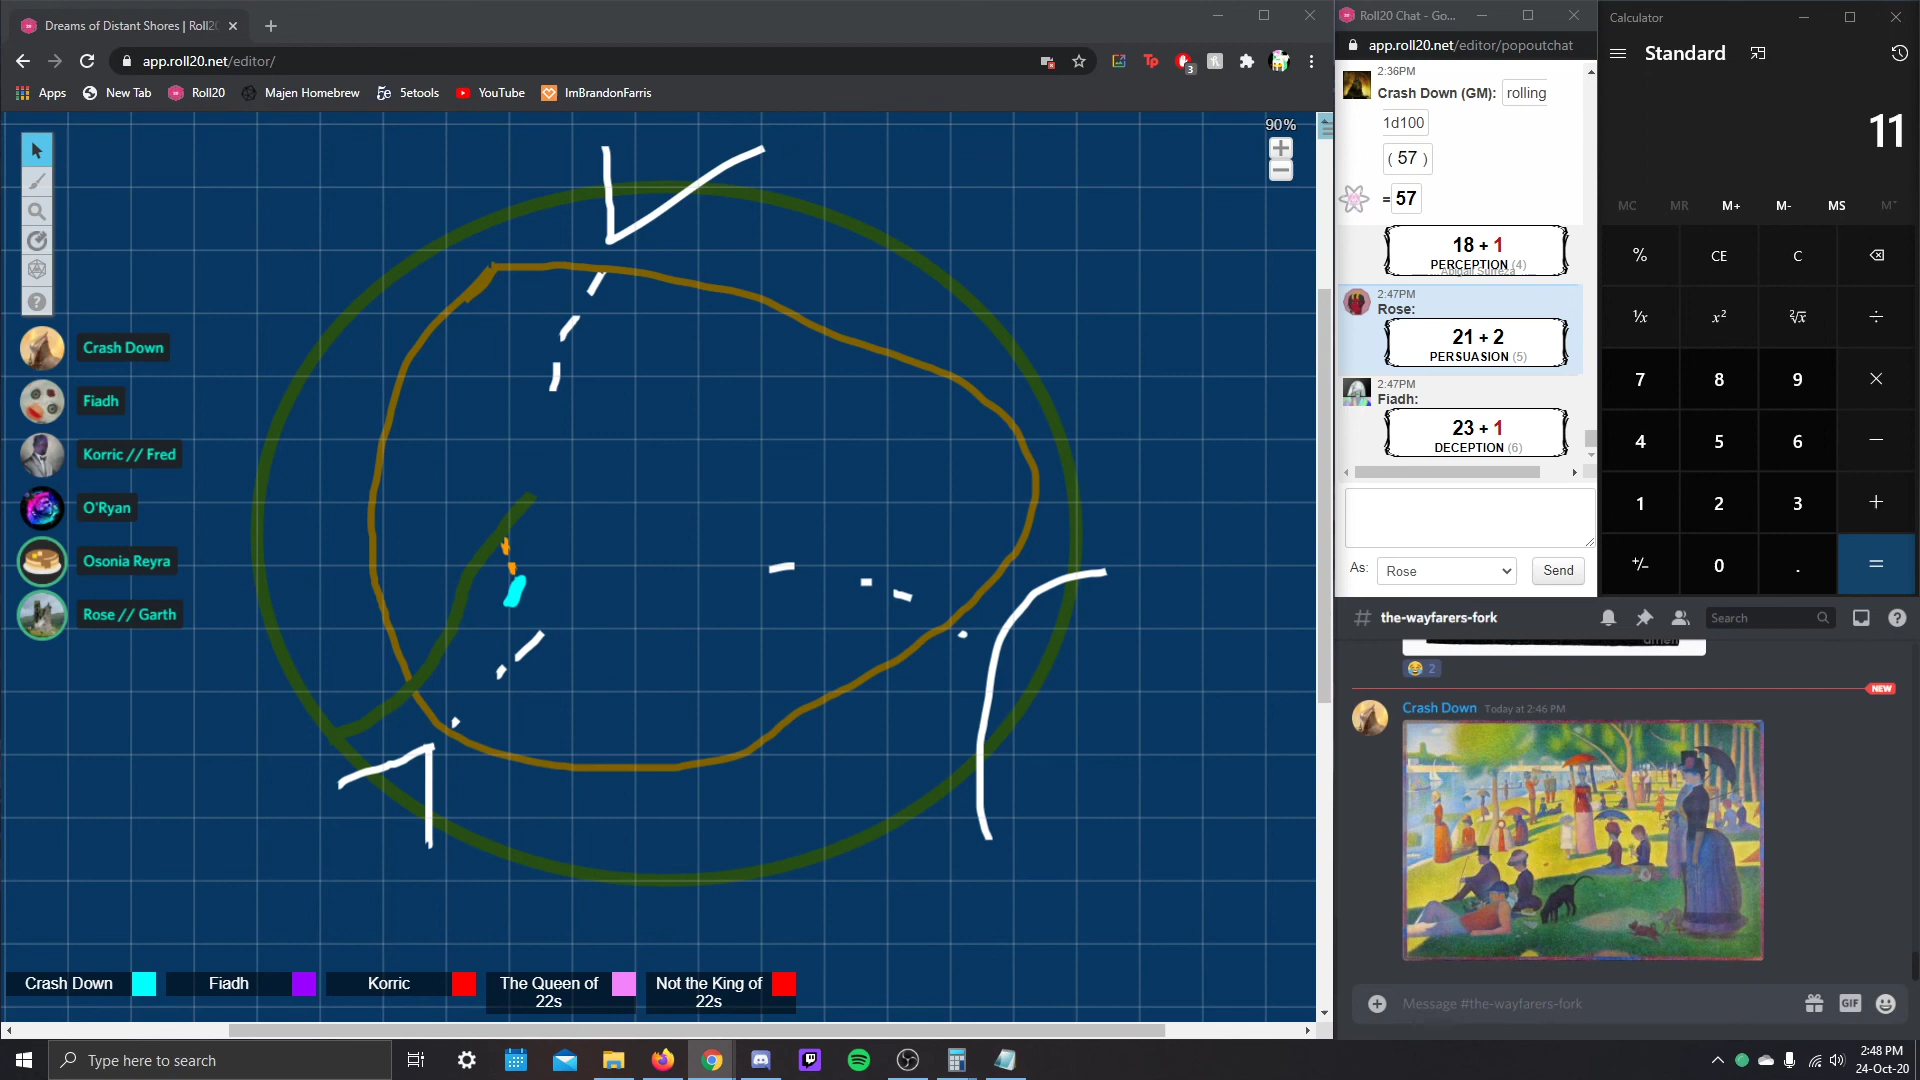 Dreams of Distant Shores | Roll20
app.roll20.net/editor/
3
Apps
New Tab
Roll20
Majen Homebrew
5etools
YouTube
ImBrandonFarris
90%
Crash Down
Fiadh
Korric // Fred
O'Ryan
Osonia Reyra
Rose // Garth
Crash Down
Fiadh
Korric
The Queen of
22s
Not the King of
22s
Roll20 Chat - Go...
app.roll20.net/editor/popoutchat
2:36PM
Crash Down (GM): rolling
1d100
( 57 )
=57
18 + 1
PERCEPTION (4)
2:47PM
Rose:
21 + 2
PERSUASION (5)
2:47PM
Fiadh:
23 + 1
DECEPTION (6)
As: Rose Send
Calculator
Standard
11
MC MR M+ M- MS M˅
% CE C
¹/x x² ²√x ÷
7 8 9 ×
4 5 6 −
1 2 3 +
+/- 0 . =
# the-wayfarers-fork
Search
2
NEW
Crash Down Today at 2:46 PM
Message #the-wayfarers-fork
GIF
Type here to search
2:48 PM
24-Oct-20